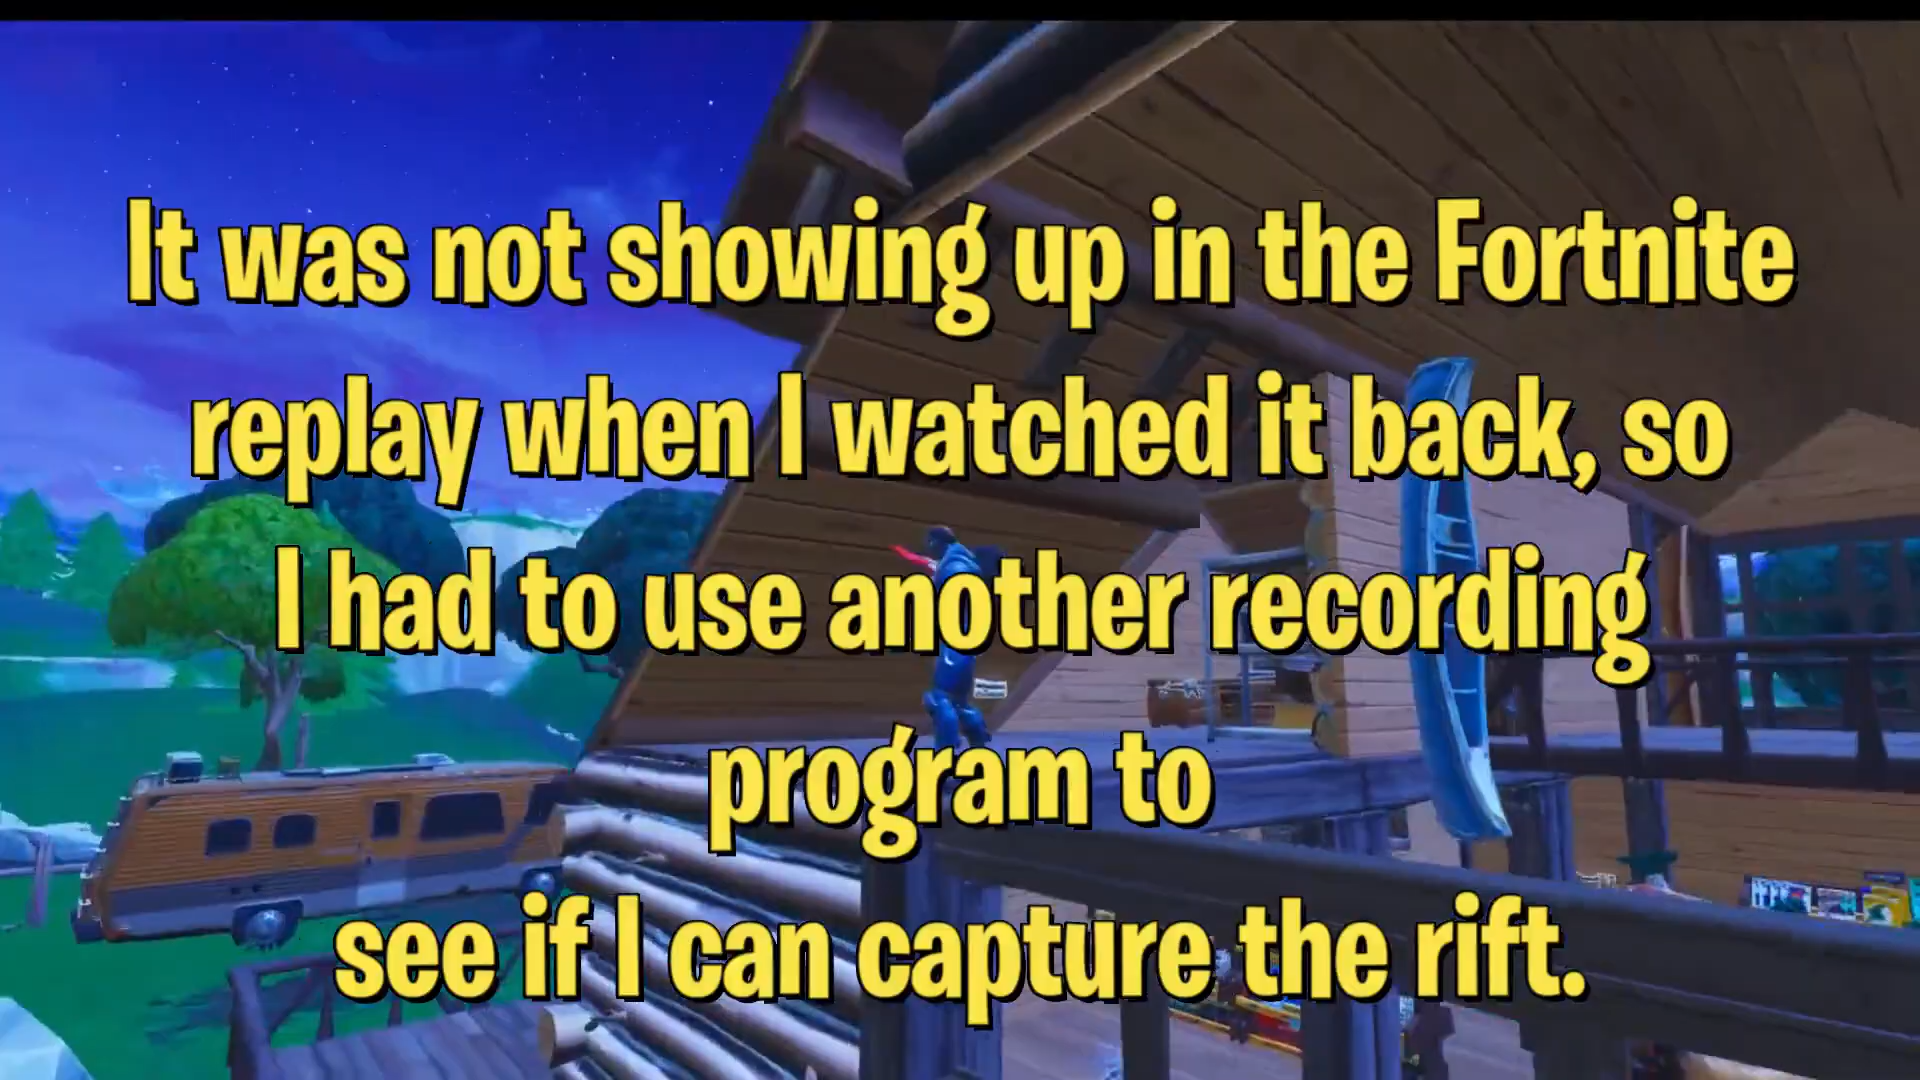 It was not showing up in the Fortnite
replay when I watched it back, so
I had to use another recording
program to
see if I can capture the rift.